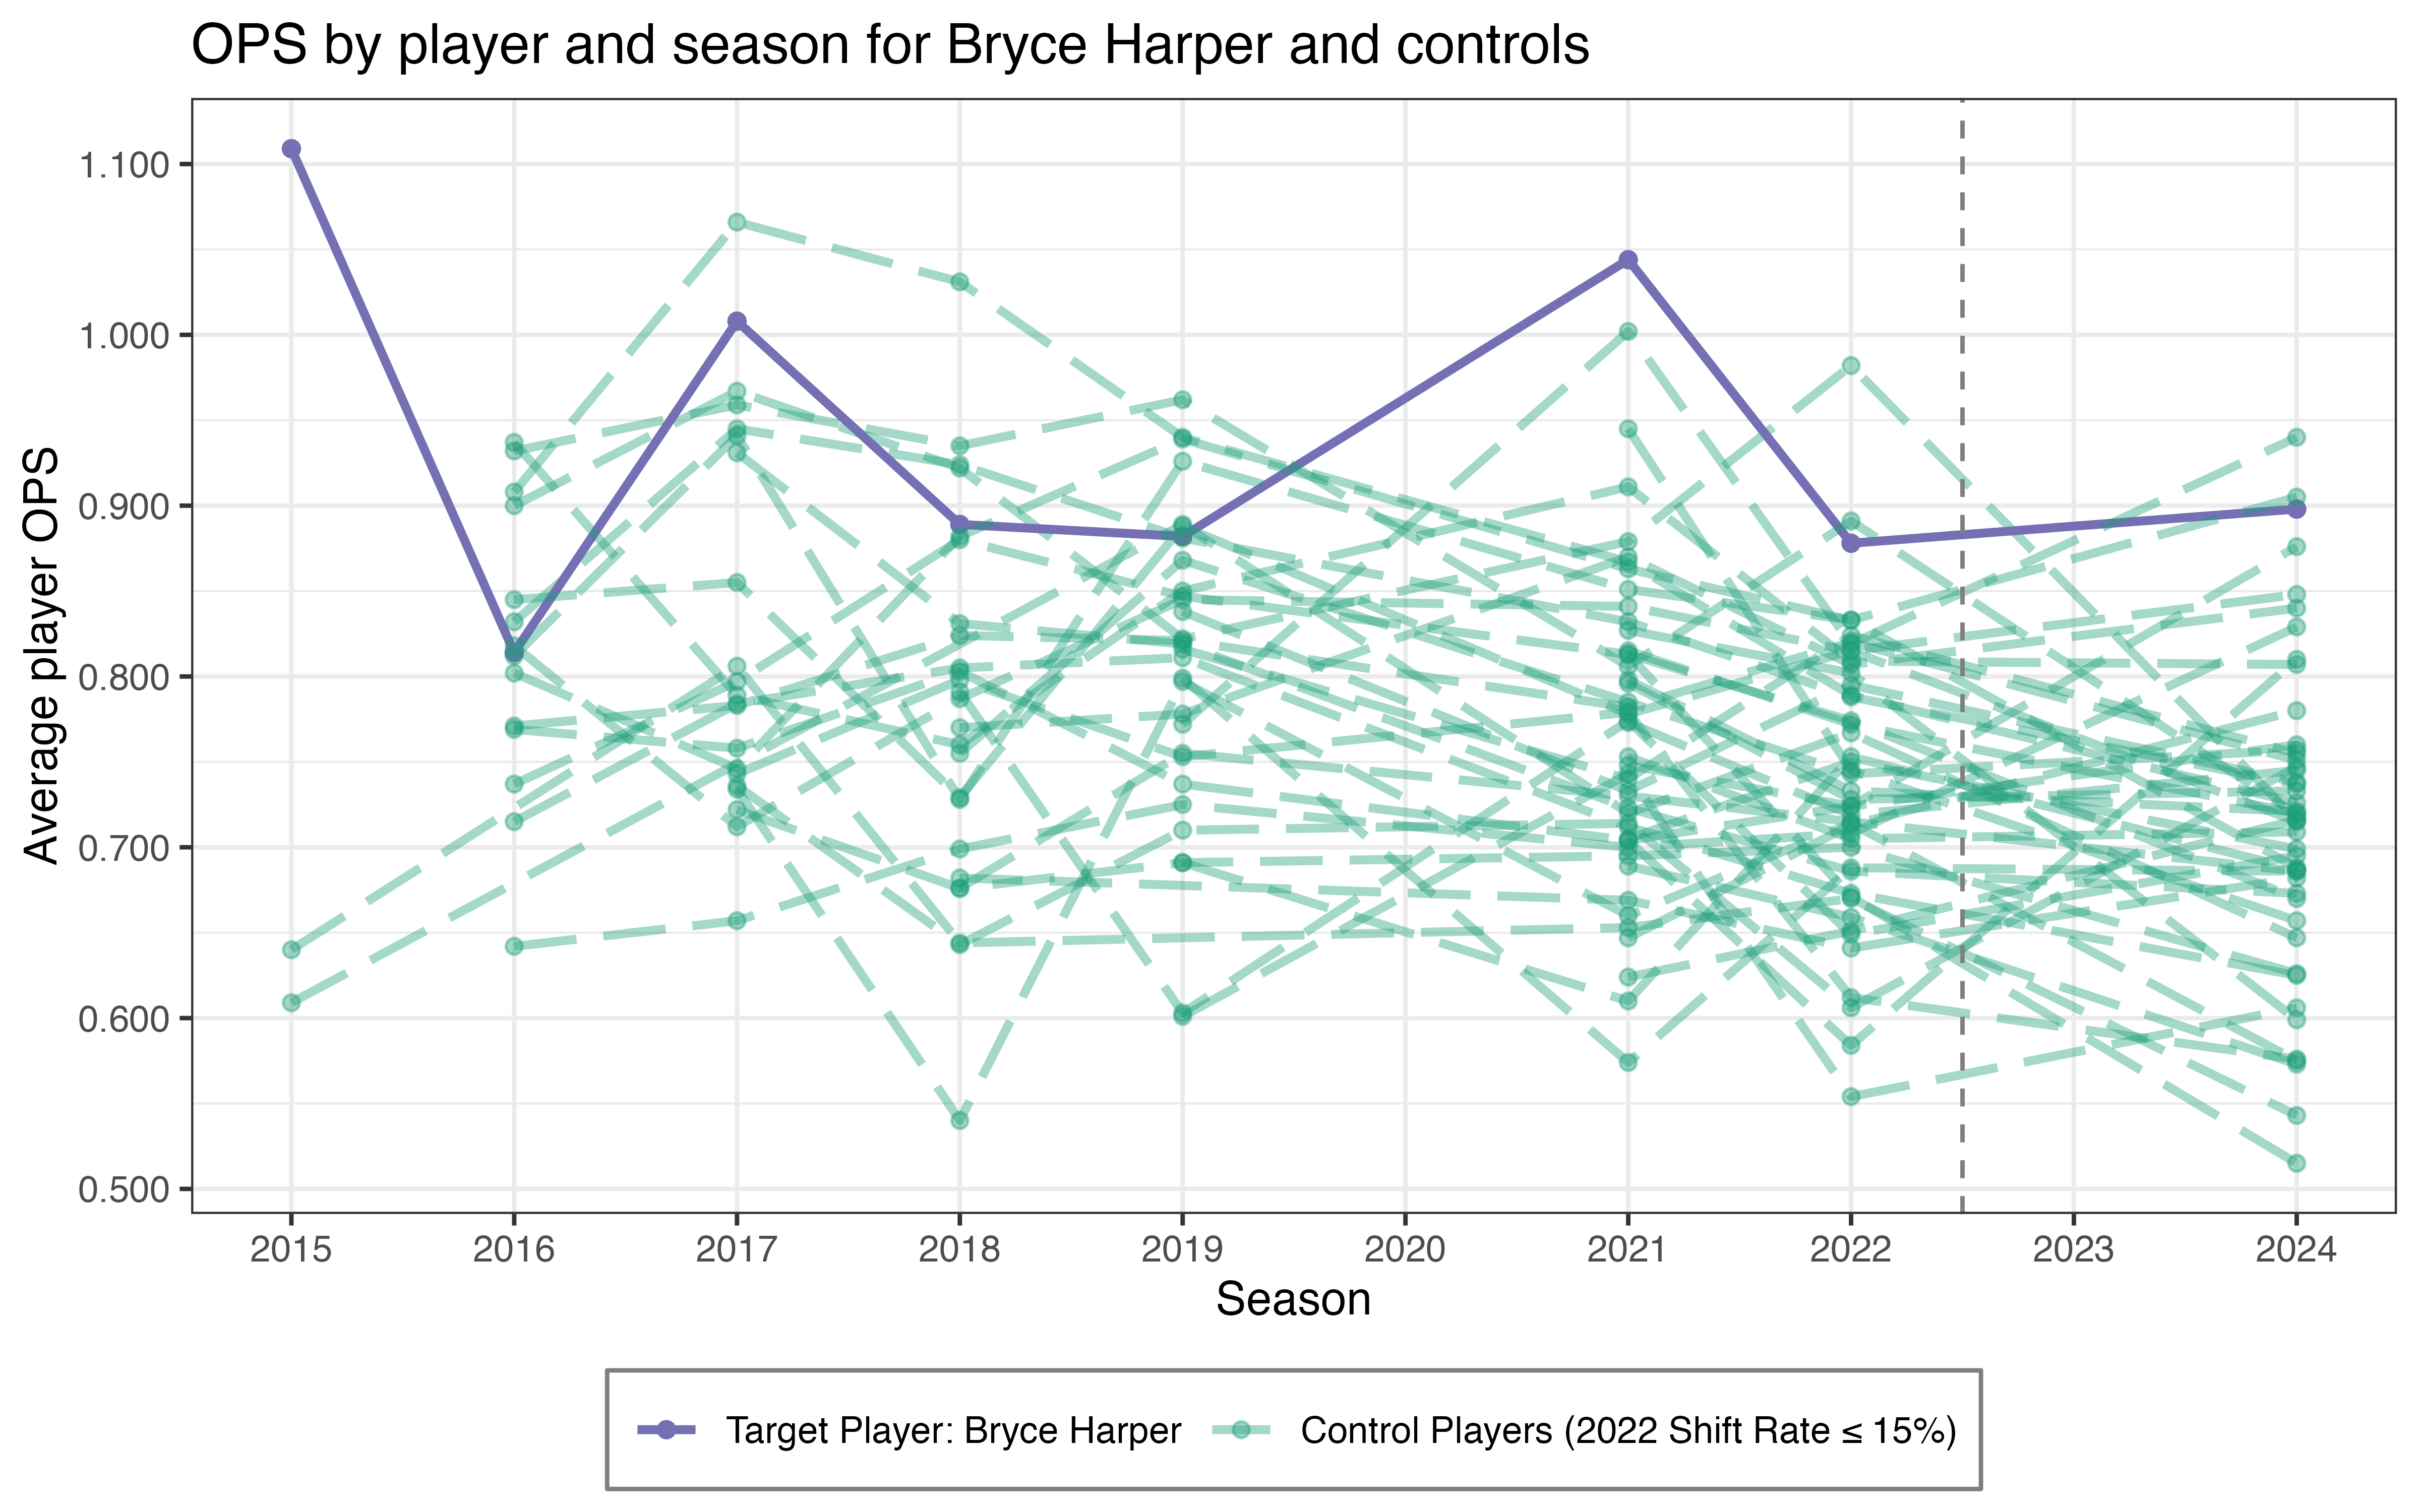 OPS by player and season for Bryce Harper and controls
Average player OPS
1.100
1.000
0.900
0.800
0.700
0.600
0.500
2015 2016 2017 2018 2019 2020 2021 2022 2023 2024
Season
Target Player: Bryce Harper Control Players (2022 Shift Rate ≤ 15%)